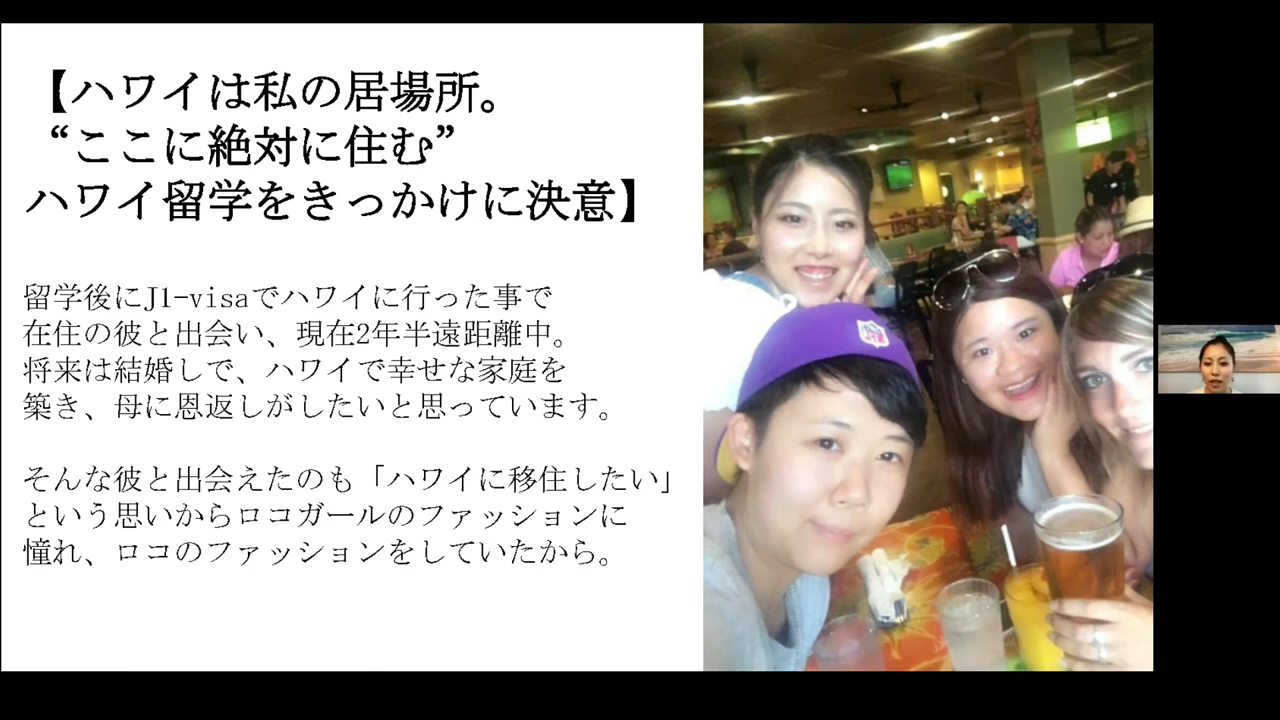 【ハワイは私の居場所。
“ここに絶対に住む”
ハワイ留学をきっかけに決意】
留学後にJ1-visaでハワイに行った事で
在住の彼と出会い、現在2年半遠距離中。
将来は結婚しで、ハワイで幸せな家庭を
築き、母に恩返しがしたいと思っています。
そんな彼と出会えたのも「ハワイに移住したい」
という思いからロコガールのファッションに
憧れ、ロコのファッションをしていたから。